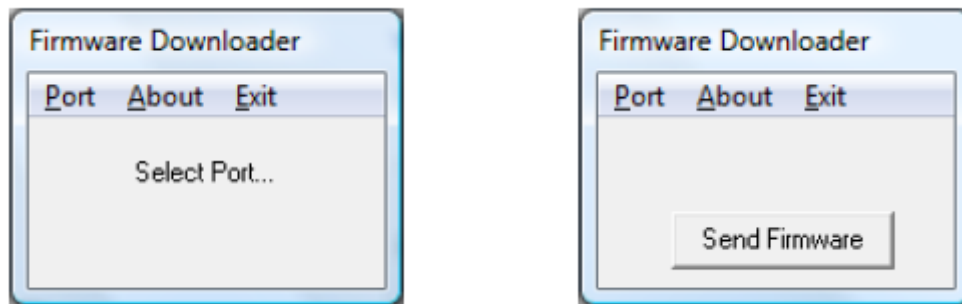 Firmware Downloader
Port About Exit
Select Port...
Firmware Downloader
Port About Exit
Send Firmware